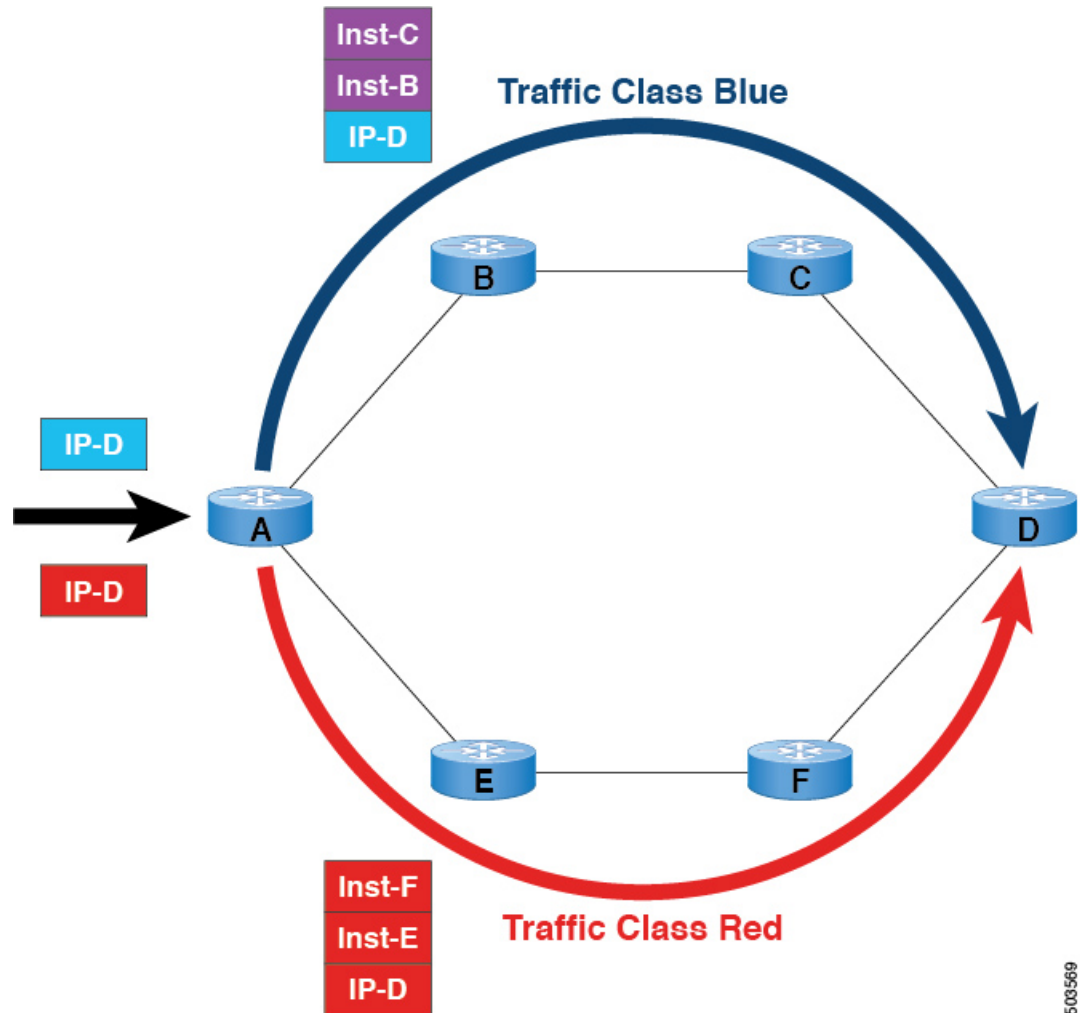 Inst-C
Inst-B
IP-D
Traffic Class Blue
B
C
IP-D
A
D
IP-D
E
F
Inst-F
Inst-E
IP-D
Traffic Class Red
503569